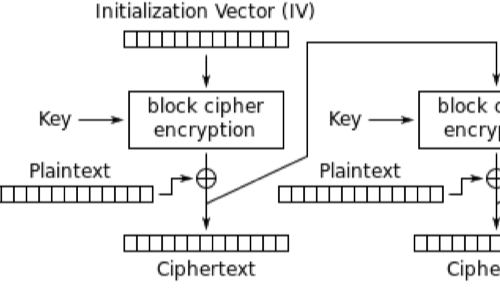 Initialization Vector (IV)
Key
block cipher
encryption
Key
Plaintext
Plaintext
Ciphertext